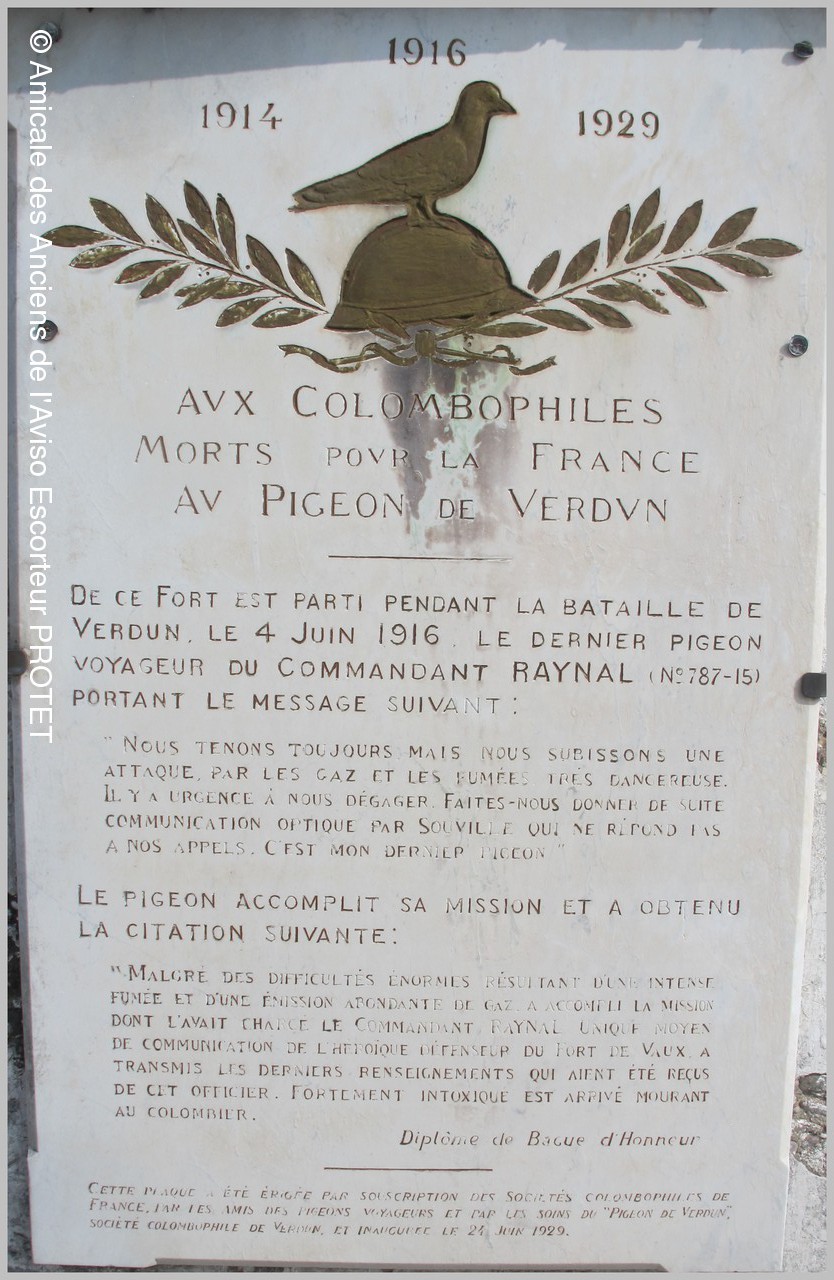 1916
1914
1929
AVX COLOMBOPHILES
MORTS POVR LA FRANCE
AV PIGEON DE VERDVN
DE CE FORT EST PARTI PENDANT LA BATAILLE DE
VERDUN, LE 4 JUIN 1916, LE DERNIER PIGEON
VOYAGEUR DU COMMANDANT RAYNAL (Nº 787-15)
PORTANT LE MESSAGE SUIVANT:
"NOUS TENONS TOUJOURS MAIS NOUS SUBISSONS UNE
ATTAQUE, PAR LES GAZ ET LES FUMÉES TRÉS DANGEREUSE.
IL Y A URGENCE À NOUS DÉGAGER. FAITES-NOUS DONNER DE SUITE
COMMUNICATION OPTIQUE PAR SOUVILLE QUI NE RÉPOND PAS
A NOS APPELS. C'EST MON DERNIER PIGEON"
LE PIGEON ACCOMPLIT SA MISSION ET A OBTENU
LA CITATION SUIVANTE:
"MALGRÉ DES DIFFICULTÉS ÉNORMES RÉSULTANT D'UNE INTENSE
FUMÉE ET D'UNE ÉMISSION ABONDANTE DE GAZ, A ACCOMPLI LA MISSION
DONT L'AVAIT CHARGÉ LE COMMANDANT RAYNAL UNIQUE MOYEN
DE COMMUNICATION DE L'HEROÏQUE DÉFENSEUR DU FORT DE VAUX, A
TRANSMIS LES DERNIERS RENSEIGNEMENTS QUI AIENT ÉTÉ REÇUS
DE CET OFFICIER. FORTEMENT INTOXIQUÉ EST ARRIVÉ MOURANT
AU COLOMBIER.
Diplôme de Bague d'Honneur
CETTE PLAQUE A ÉTÉ ÉRIGÉE PAR SOUSCRIPTION DES SOCIÉTÉS COLOMBOPHILES DE
FRANCE, PAR LES AMIS DES PIGEONS VOYAGEURS ET PAR LES SOINS DU "PIGEON DE VERDUN",
SOCIÉTÉ COLOMBOPHILE DE VERDUN, ET INAUGURÉE LE 24 JUIN 1929.
© Amicale des Anciens de l'Aviso Escorteur PROTET